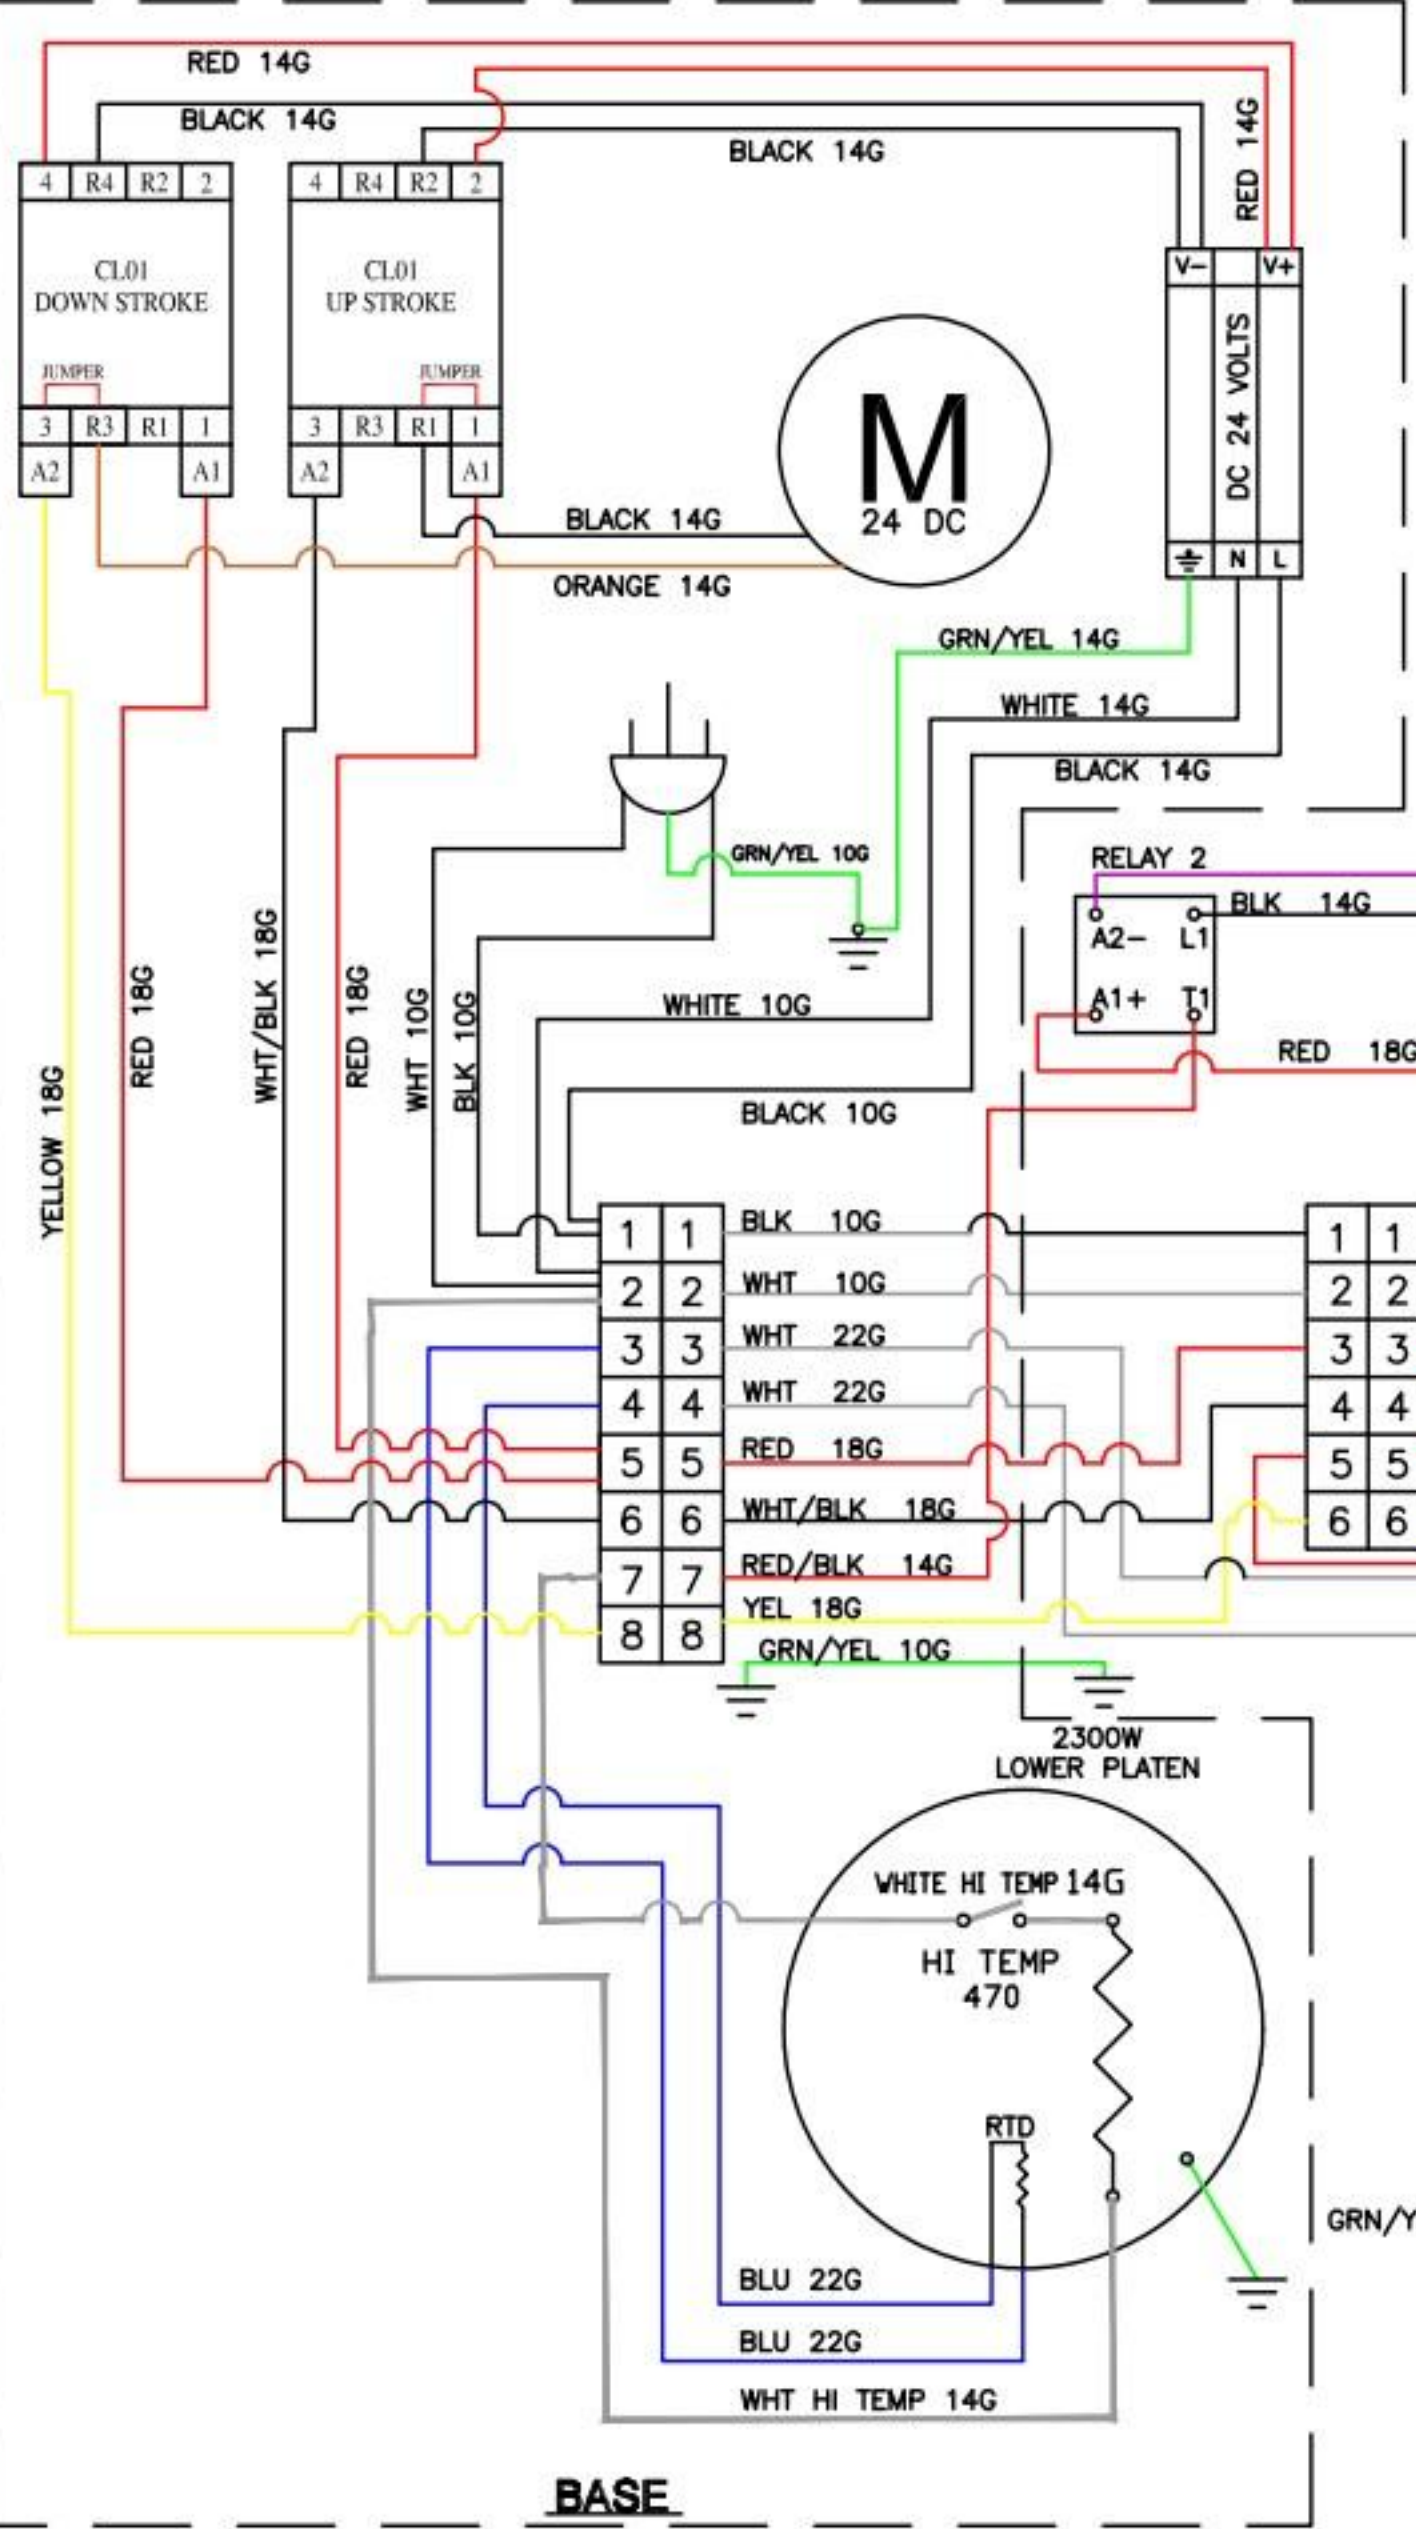 RED 14G
BLACK 14G
BLACK 14G
RED 14G
4 R4 R2 2
4 R4 R2 2
CL01
DOWN STROKE
CL01
UP STROKE
V- V+
DC 24 VOLTS
JUMPER
JUMPER
3 R3 R1 1
3 R3 R1 1
A2 A1
A2 A1
M
24 DC
BLACK 14G
ORANGE 14G
N L
GRN/YEL 14G
WHITE 14G
BLACK 14G
GRN/YEL 10G
RELAY 2
BLK 14G
A2- L1
A1+ T1
RED 18G
YELLOW 18G
RED 18G
WHT/BLK 18G
RED 18G
WHT 10G
BLK 10G
WHITE 10G
BLACK 10G
1 1 BLK 10G 1 1
2 2 WHT 10G 2 2
3 3 WHT 22G 3 3
4 4 WHT 22G 4 4
5 5 RED 18G 5 5
6 6 WHT/BLK 18G 6 6
7 7 RED/BLK 14G
8 8 YEL 18G
GRN/YEL 10G
2300W
LOWER PLATEN
WHITE HI TEMP 14G
HI TEMP
470
RTD
GRN/Y
BLU 22G
BLU 22G
WHT HI TEMP 14G
BASE